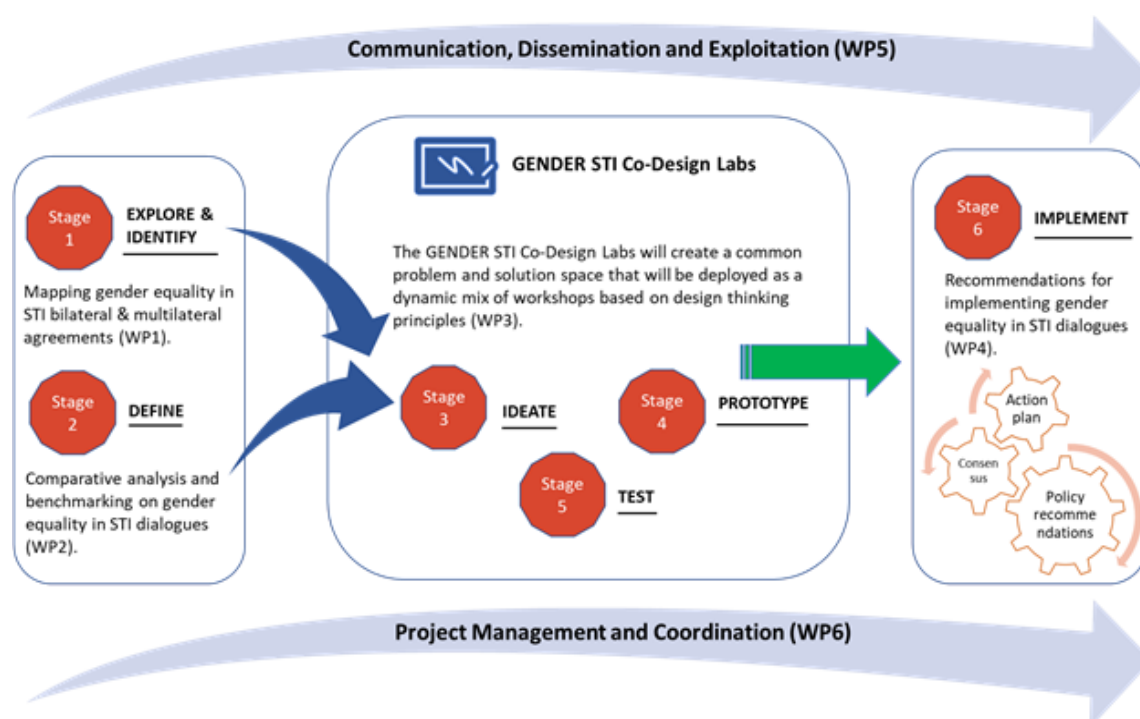 Communication, Dissemination and Exploitation (WP5)
Stage
1
EXPLORE &
IDENTIFY
Mapping gender equality in
STI bilateral & multilateral
agreements (WP1).
Stage
2
DEFINE
Comparative analysis and
benchmarking on gender
equality in STI dialogues
(WP2).
GENDER STI Co-Design Labs
The GENDER STI Co-Design Labs will create a common
problem and solution space that will be deployed as a
dynamic mix of workshops based on design thinking
principles (WP3).
Stage
3
IDEATE
Stage
4
PROTOTYPE
Stage
5
TEST
Stage
6
IMPLEMENT
Recommendations for
implementing gender
equality in STI dialogues
(WP4).
Action
plan
Consen
sus
Policy
recomme
ndations
Project Management and Coordination (WP6)